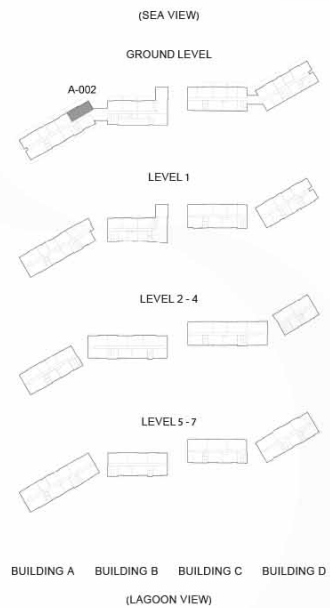 (SEA VIEW)
GROUND LEVEL
A-002
LEVEL 1
LEVEL 2 - 4
LEVEL 5 - 7
BUILDING A BUILDING B BUILDING C BUILDING D
(LAGOON VIEW)